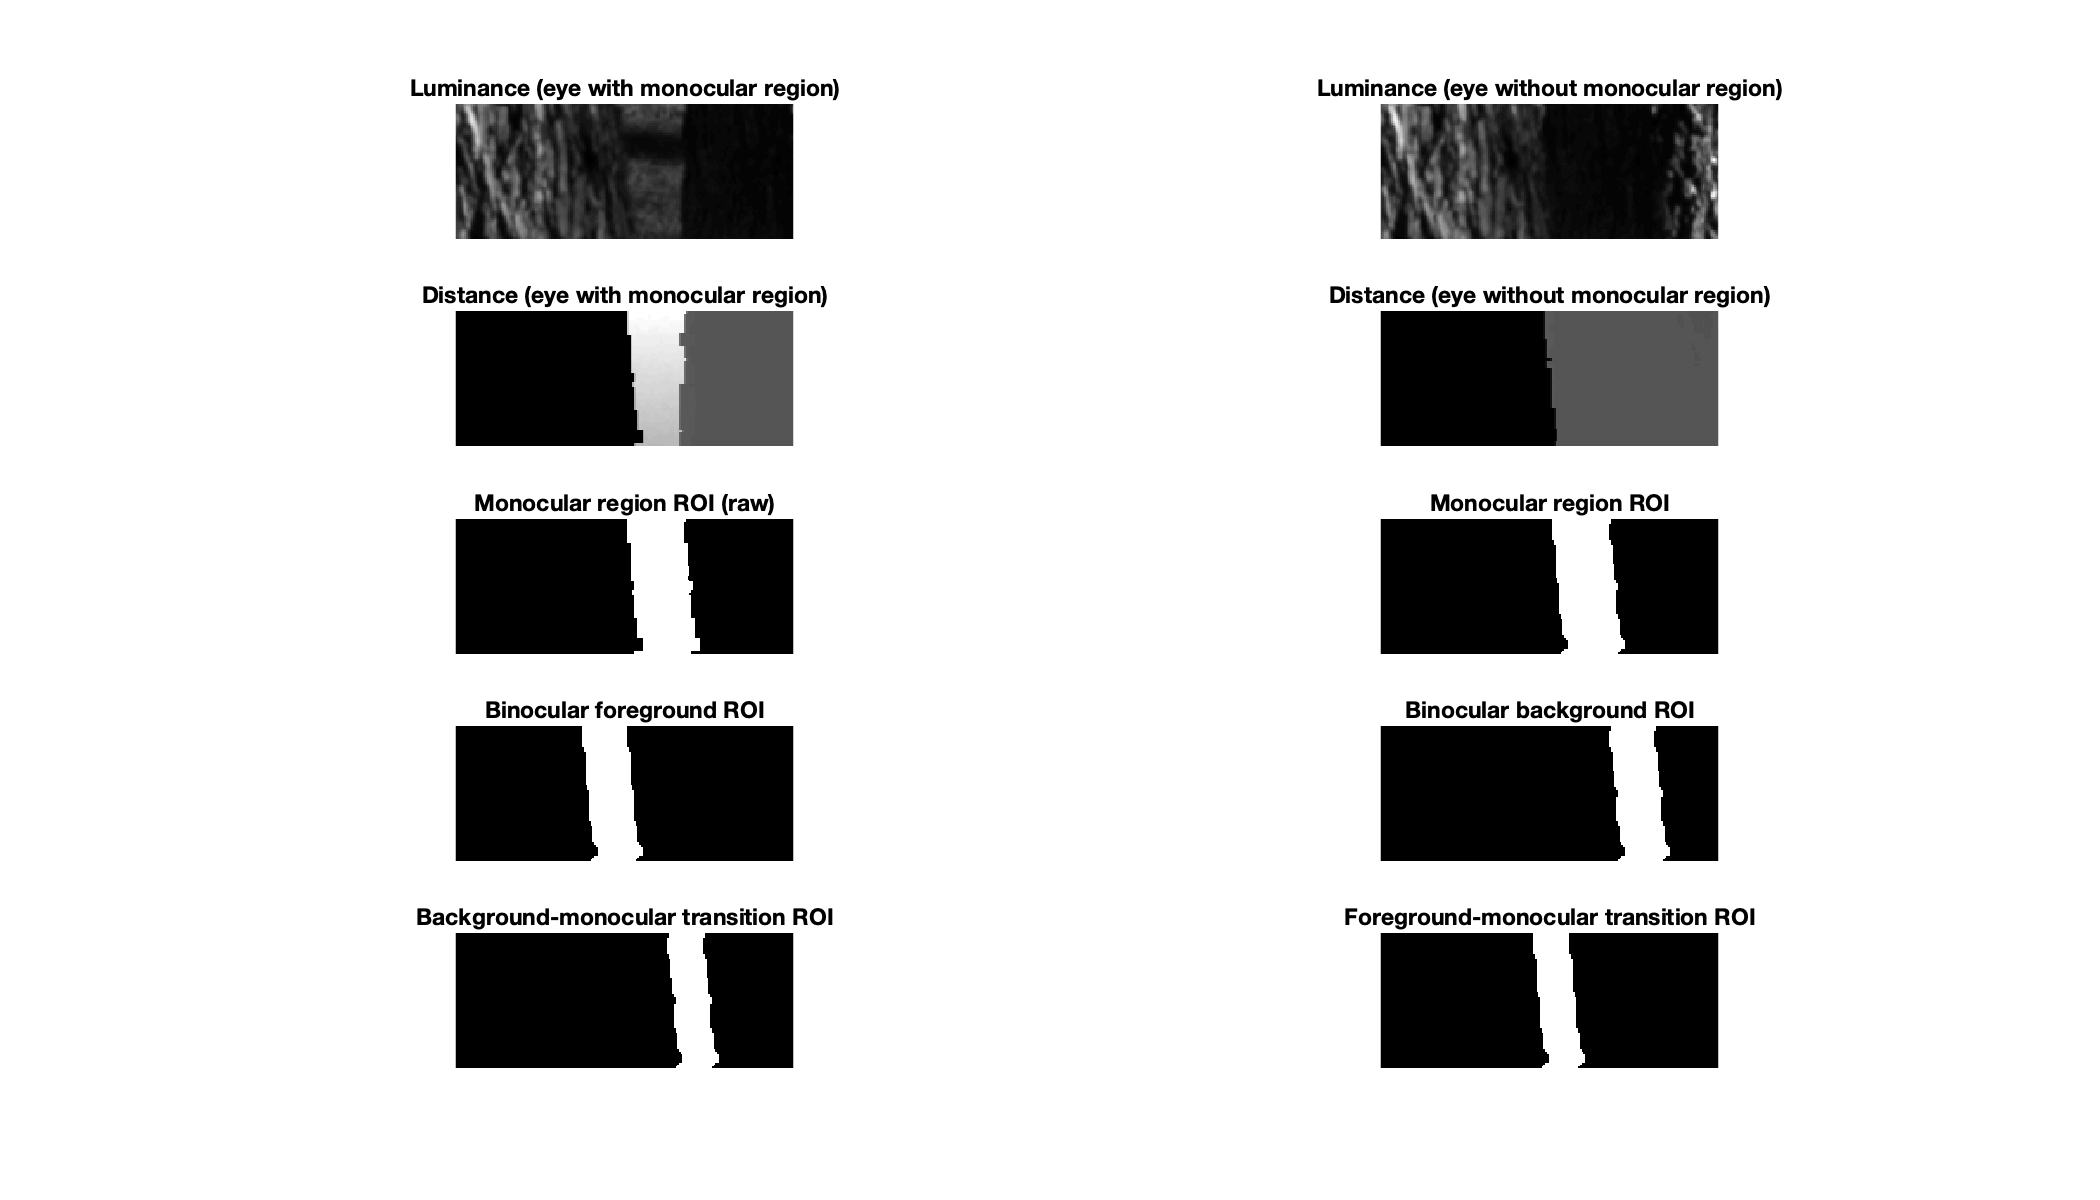 Luminance (eye with monocular region)
Luminance (eye without monocular region)
Distance (eye with monocular region)
Distance (eye without monocular region)
Monocular region ROI (raw)
Monocular region ROI
Binocular foreground ROI
Binocular background ROI
Background-monocular transition ROI
Foreground-monocular transition ROI